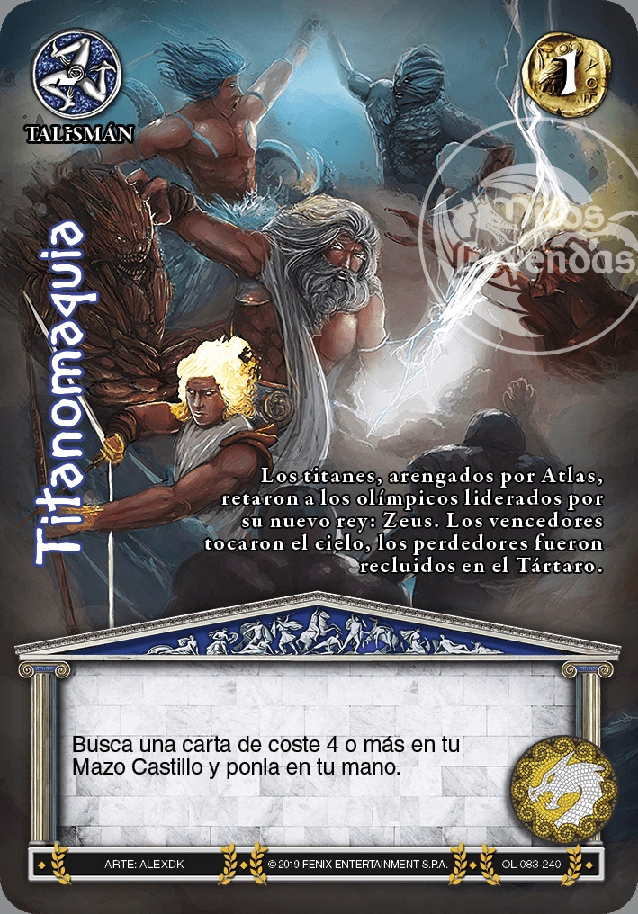 TALISMÁN
1
Mitos
Leyendas
Titanomaquia
Los titanes, arengados por Atlas,
retaron a los olímpicos liderados por
su nuevo rey: Zeus. Los vencedores
tocaron el cielo, los perdedores fueron
recluidos en el Tártaro.
Busca una carta de coste 4 o más en tu
Mazo Castillo y ponla en tu mano.
ARTE: ALEXDK
© 2019 FENIX ENTERTAINMENT S.P.A.
OL 083-240